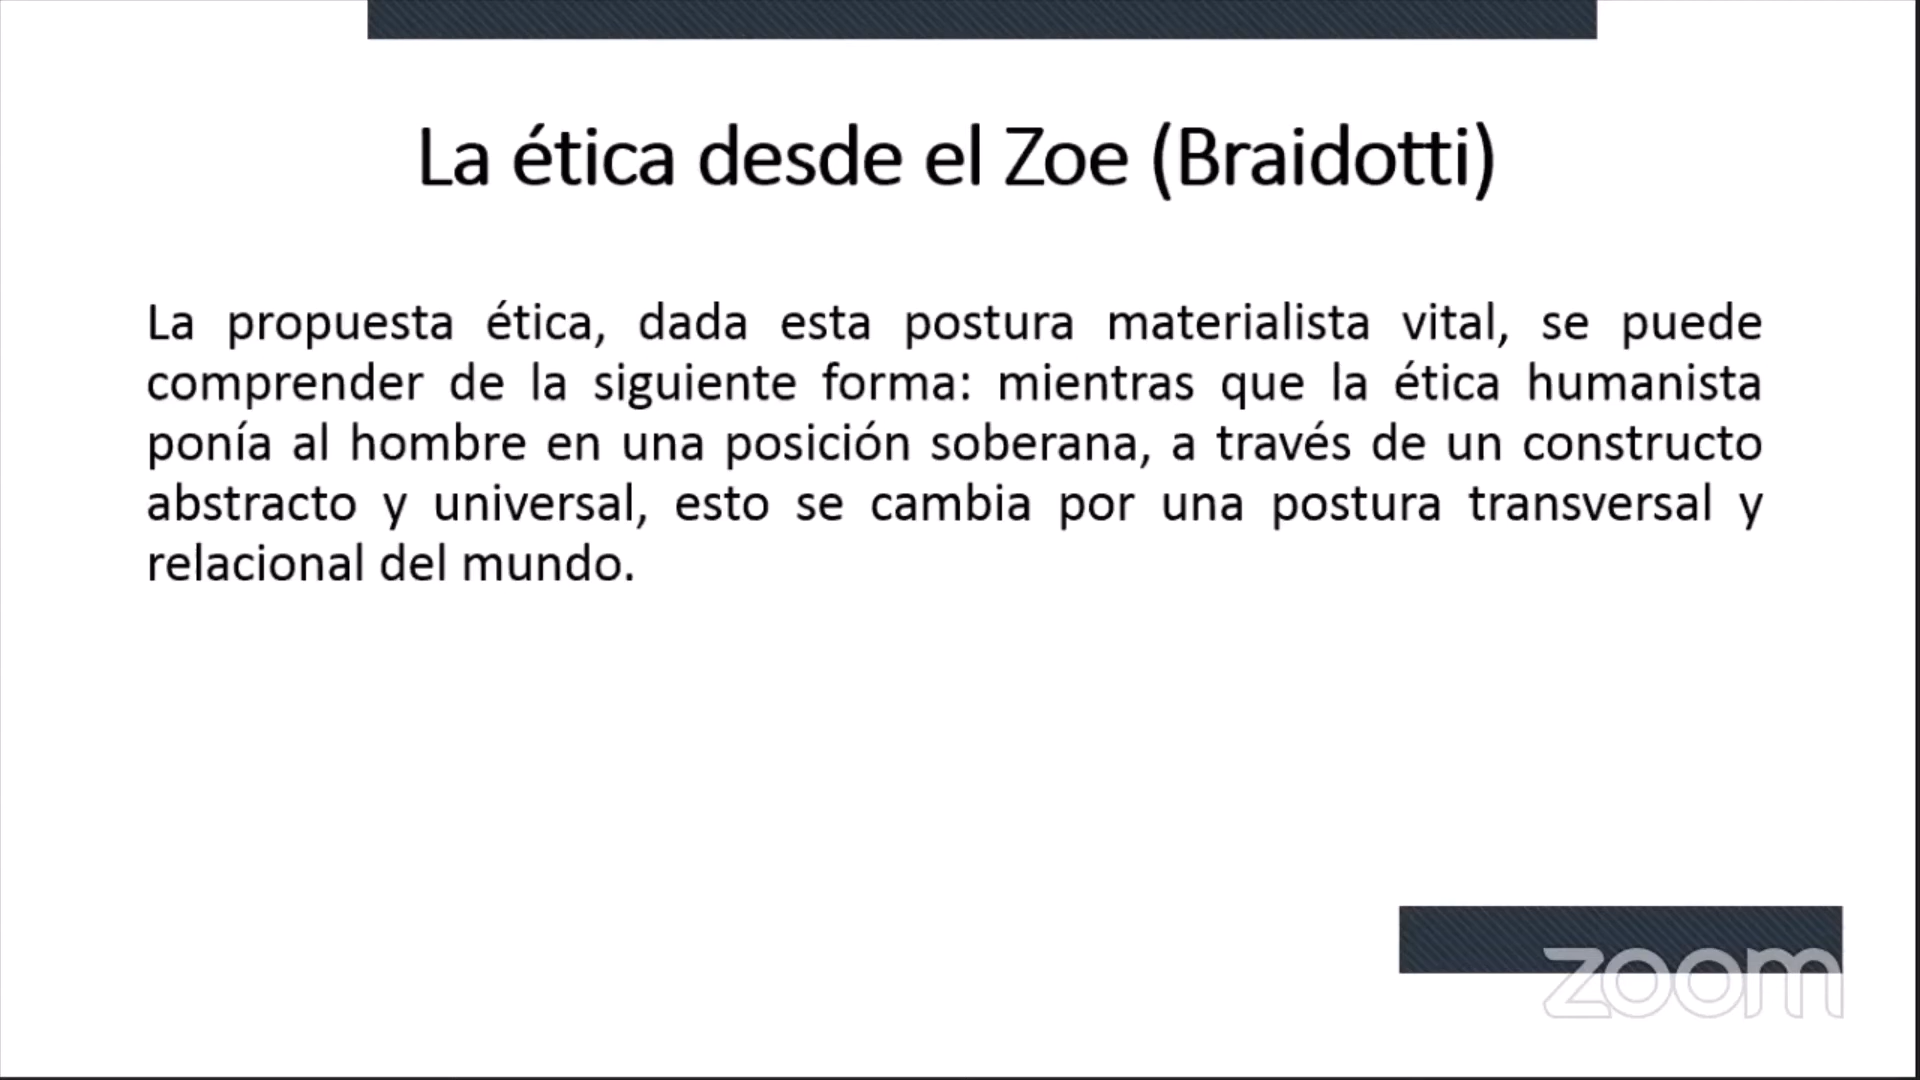 La ética desde el Zoe (Braidotti)
La propuesta ética, dada esta postura materialista vital, se puede
comprender de la siguiente forma: mientras que la ética humanista
ponía al hombre en una posición soberana, a través de un constructo
abstracto y universal, esto se cambia por una postura transversal y
relacional del mundo.
zoom